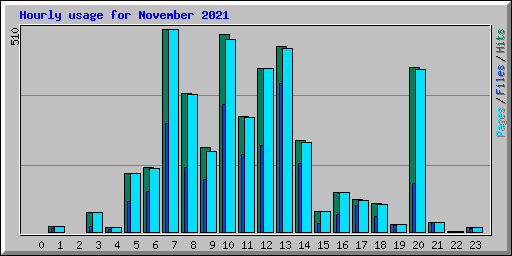 Hourly usage for November 2021
510
Pages/Files/Hits
0 1 2 3 4 5 6 7 8 9 10 11 12 13 14 15 16 17 18 19 20 21 22 23